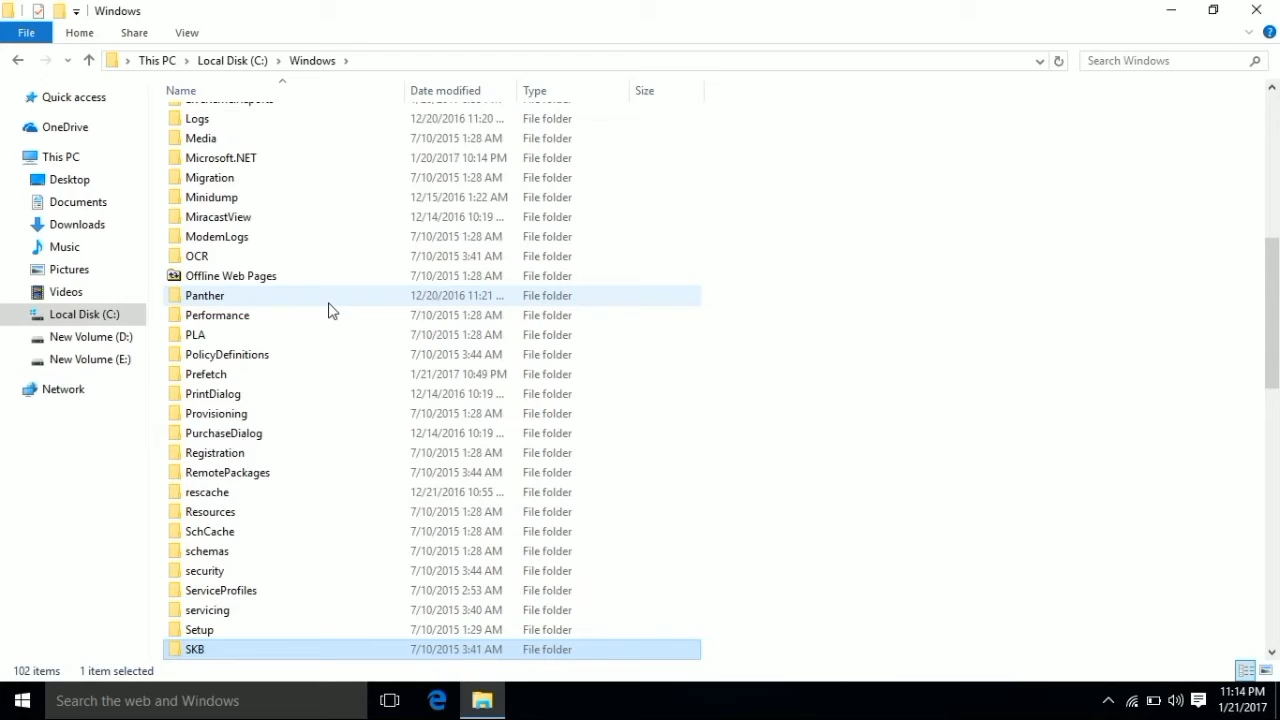 Windows
File Home Share View
This PC Local Disk (C:) Windows
Search Windows
Name Date modified Type Size
Quick access
OneDrive
This PC
Desktop
Documents
Downloads
Music
Pictures
Videos
Local Disk (C:)
New Volume (D:)
New Volume (E:)
Network
Logs 12/20/2016 11:20 ... File folder
Media 7/10/2015 1:28 AM File folder
Microsoft.NET 1/20/2017 10:14 PM File folder
Migration 7/10/2015 1:28 AM File folder
Minidump 12/15/2016 1:22 AM File folder
MiracastView 12/14/2016 10:19 ... File folder
ModemLogs 7/10/2015 1:28 AM File folder
OCR 7/10/2015 3:41 AM File folder
Offline Web Pages 7/10/2015 1:28 AM File folder
Panther 12/20/2016 11:21 ... File folder
Performance 7/10/2015 1:28 AM File folder
PLA 7/10/2015 1:28 AM File folder
PolicyDefinitions 7/10/2015 3:44 AM File folder
Prefetch 1/21/2017 10:49 PM File folder
PrintDialog 12/14/2016 10:19 ... File folder
Provisioning 7/10/2015 1:28 AM File folder
PurchaseDialog 12/14/2016 10:19 ... File folder
Registration 7/10/2015 1:28 AM File folder
RemotePackages 7/10/2015 3:44 AM File folder
rescache 12/21/2016 10:55 ... File folder
Resources 7/10/2015 1:28 AM File folder
SchCache 7/10/2015 1:28 AM File folder
schemas 7/10/2015 1:28 AM File folder
security 7/10/2015 3:44 AM File folder
ServiceProfiles 7/10/2015 2:53 AM File folder
servicing 7/10/2015 3:40 AM File folder
Setup 7/10/2015 1:29 AM File folder
SKB 7/10/2015 3:41 AM File folder
102 items 1 item selected
Search the web and Windows
11:14 PM
1/21/2017